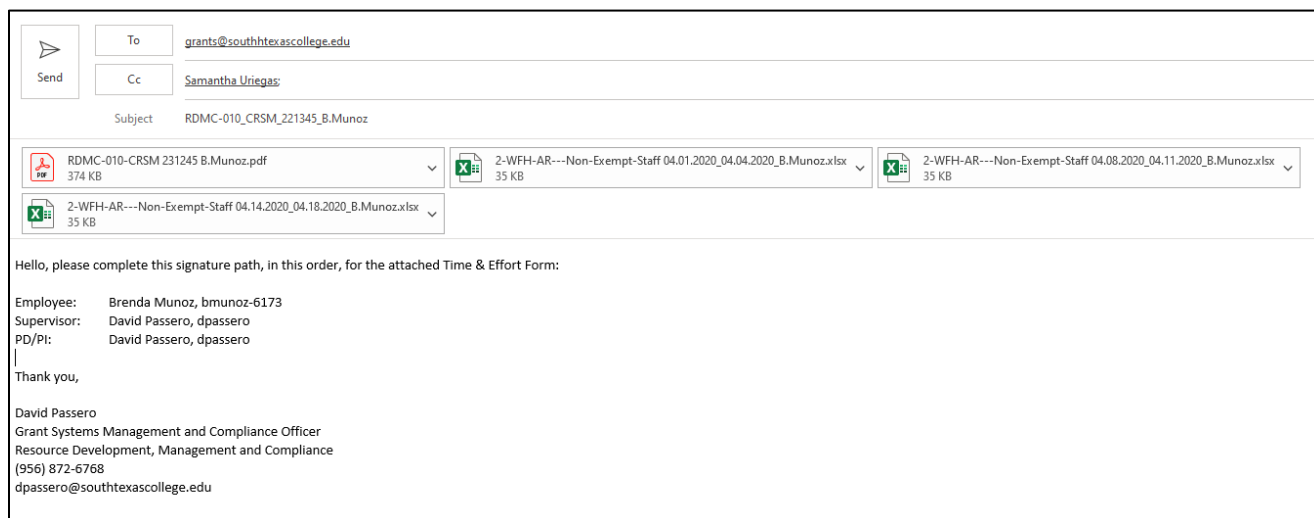 Send
To
grants@southhtexascollege.edu
Cc
Samantha Uriegas;
Subject
RDMC-010_CRSM_221345_B.Munoz
PDF
RDMC-010-CRSM 231245 B.Munoz.pdf
374 KB
2-WFH-AR---Non-Exempt-Staff 04.01.2020_04.04.2020_B.Munoz.xlsx
35 KB
2-WFH-AR---Non-Exempt-Staff 04.08.2020_04.11.2020_B.Munoz.xlsx
35 KB
2-WFH-AR---Non-Exempt-Staff 04.14.2020_04.18.2020_B.Munoz.xlsx
35 KB
Hello, please complete this signature path, in this order, for the attached Time & Effort Form:
Employee: Brenda Munoz, bmunoz-6173
Supervisor: David Passero, dpassero
PD/PI: David Passero, dpassero
Thank you,
David Passero
Grant Systems Management and Compliance Officer
Resource Development, Management and Compliance
(956) 872-6768
dpassero@southtexascollege.edu